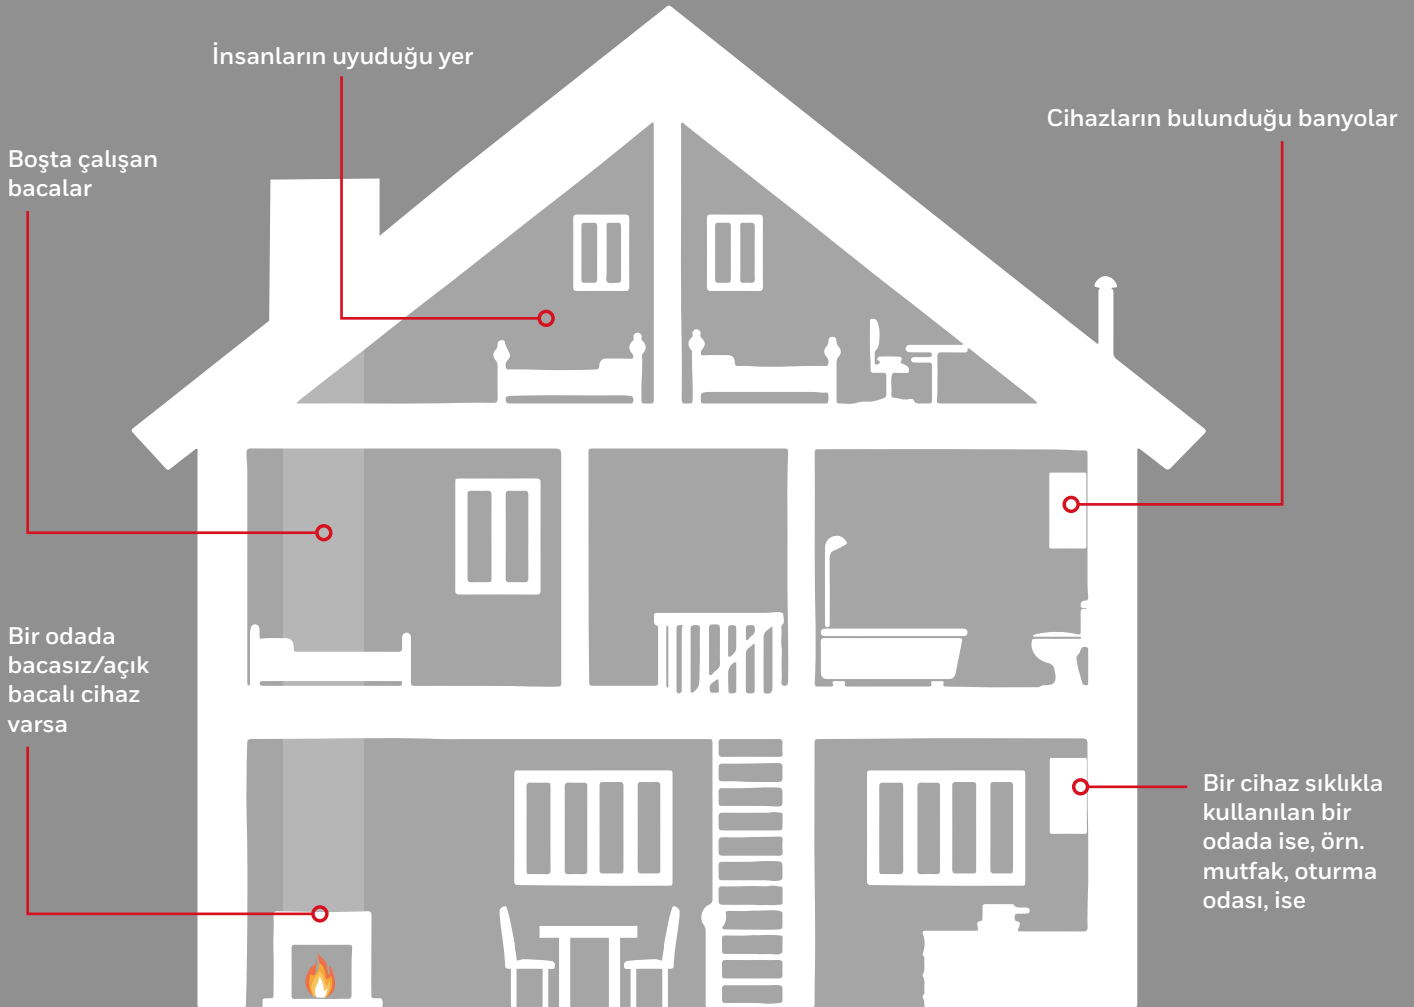 İnsanların uyuduğu yer
Cihazların bulunduğu banyolar
Boşta çalışan
bacalar
Bir odada
bacasız/açık
bacalı cihaz
varsa
Bir cihaz sıklıkla
kullanılan bir
odada ise, örn.
mutfak, oturma
odası, ise